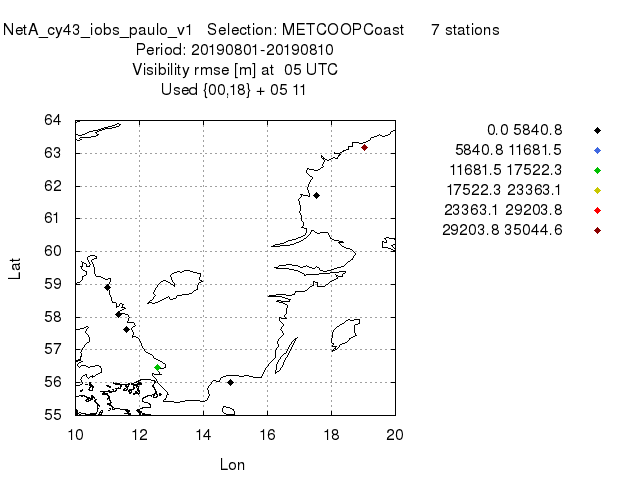 NetA_cy43_iobs_paulo_v1 Selection: METCOOPCoast 7 stations
Period: 20190801-20190810
Visibility rmse [m] at 05 UTC
Used {00,18} + 05 11
64
63
62
61
60
59
58
57
56
55
Lat
10 12 14 16 18 20
Lon
0.0 5840.8
5840.8 11681.5
11681.5 17522.3
17522.3 23363.1
23363.1 29203.8
29203.8 35044.6